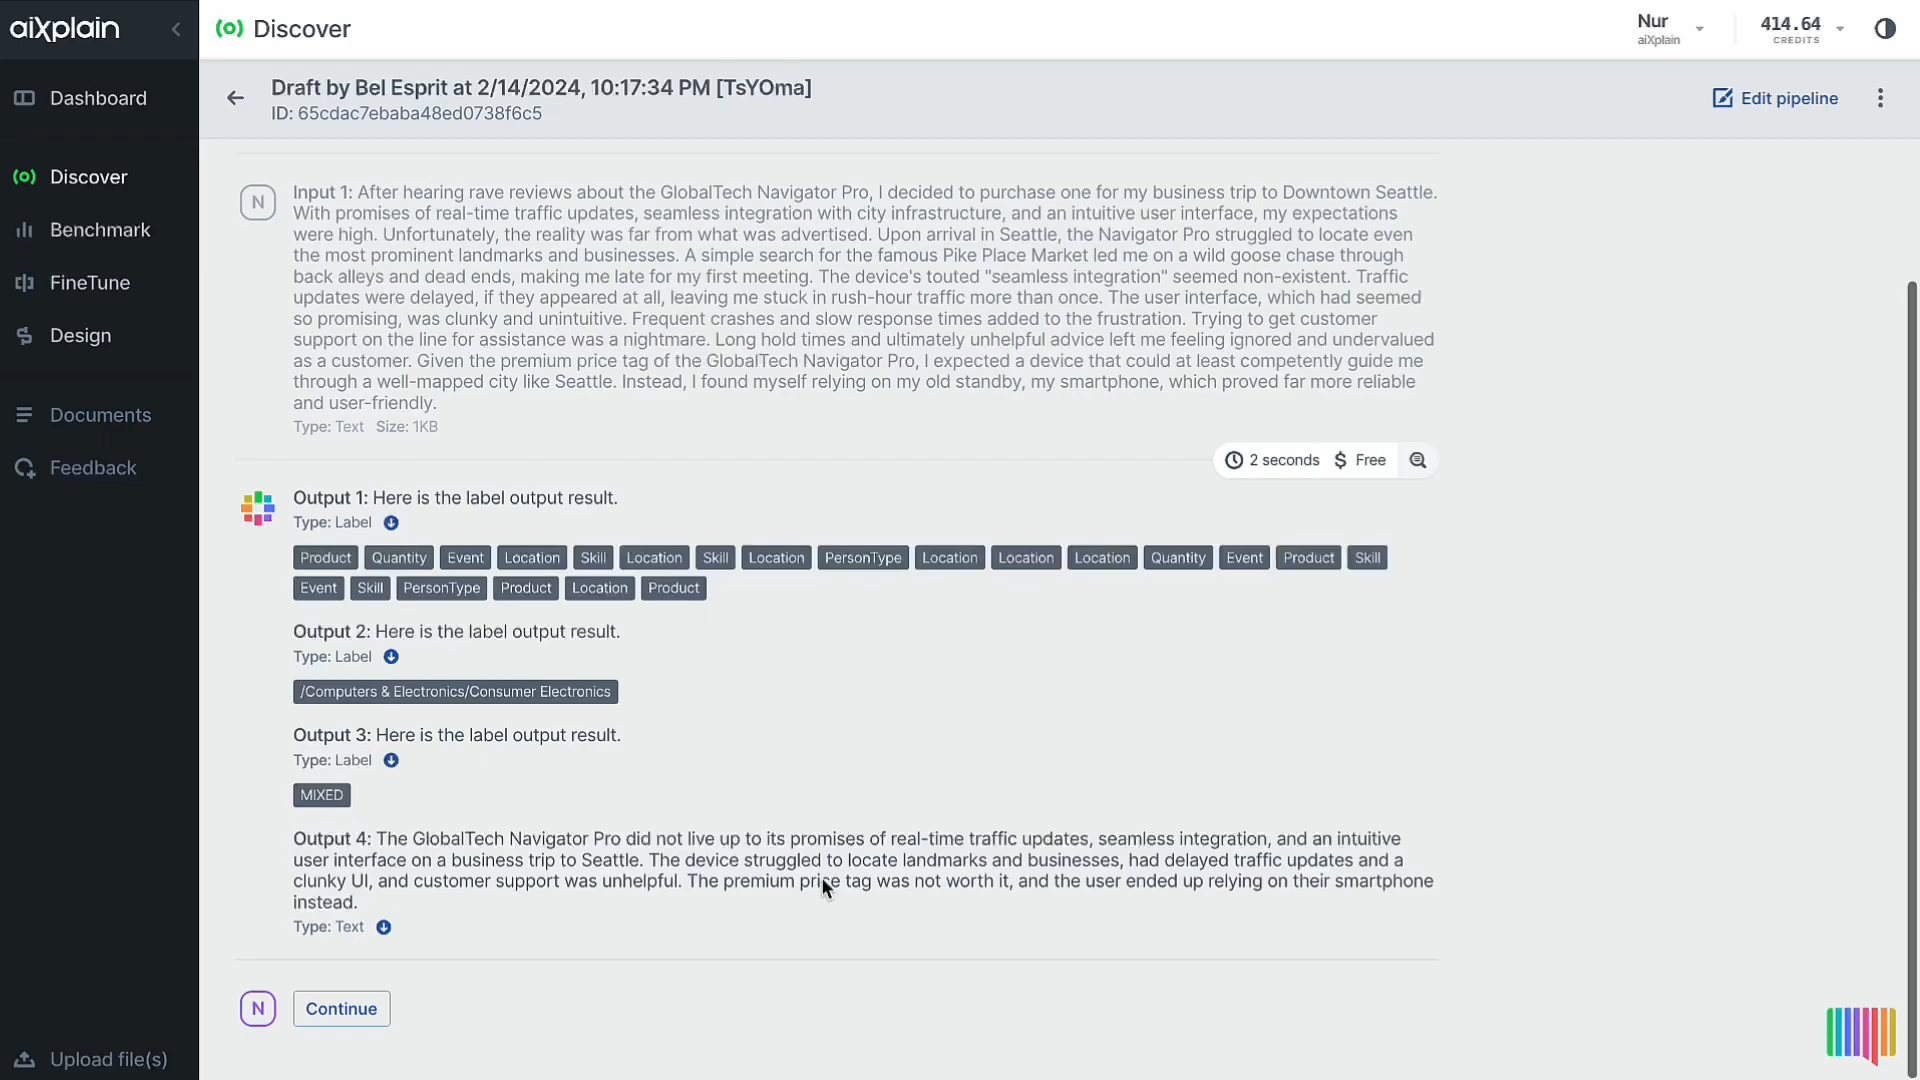 aiXplain
Discover
Nur
aiXplain
414.64
CREDITS
Dashboard
Discover
Benchmark
FineTune
Design
Documents
Feedback
Upload file(s)
Draft by Bel Esprit at 2/14/2024, 10:17:34 PM [TsYOma]
ID: 65cdac7ebaba48ed0738f6c5
Edit pipeline
N
Input 1: After hearing rave reviews about the GlobalTech Navigator Pro, I decided to purchase one for my business trip to Downtown Seattle.
With promises of real-time traffic updates, seamless integration with city infrastructure, and an intuitive user interface, my expectations
were high. Unfortunately, the reality was far from what was advertised. Upon arrival in Seattle, the Navigator Pro struggled to locate even
the most prominent landmarks and businesses. A simple search for the famous Pike Place Market led me on a wild goose chase through
back alleys and dead ends, making me late for my first meeting. The device's touted "seamless integration" seemed non-existent. Traffic
updates were delayed, if they appeared at all, leaving me stuck in rush-hour traffic more than once. The user interface, which had seemed
so promising, was clunky and unintuitive. Frequent crashes and slow response times added to the frustration. Trying to get customer
support on the line for assistance was a nightmare. Long hold times and ultimately unhelpful advice left me feeling ignored and undervalued
as a customer. Given the premium price tag of the GlobalTech Navigator Pro, I expected a device that could at least competently guide me
through a well-mapped city like Seattle. Instead, I found myself relying on my old standby, my smartphone, which proved far more reliable
and user-friendly.
Type: Text Size: 1KB
2 seconds $ Free
Output 1: Here is the label output result.
Type: Label
Product Quantity Event Location Skill Location Skill Location PersonType Location Location Location Quantity Event Product Skill
Event Skill PersonType Product Location Product
Output 2: Here is the label output result.
Type: Label
/Computers & Electronics/Consumer Electronics
Output 3: Here is the label output result.
Type: Label
MIXED
Output 4: The GlobalTech Navigator Pro did not live up to its promises of real-time traffic updates, seamless integration, and an intuitive
user interface on a business trip to Seattle. The device struggled to locate landmarks and businesses, had delayed traffic updates and a
clunky UI, and customer support was unhelpful. The premium price tag was not worth it, and the user ended up relying on their smartphone
instead.
Type: Text
N
Continue